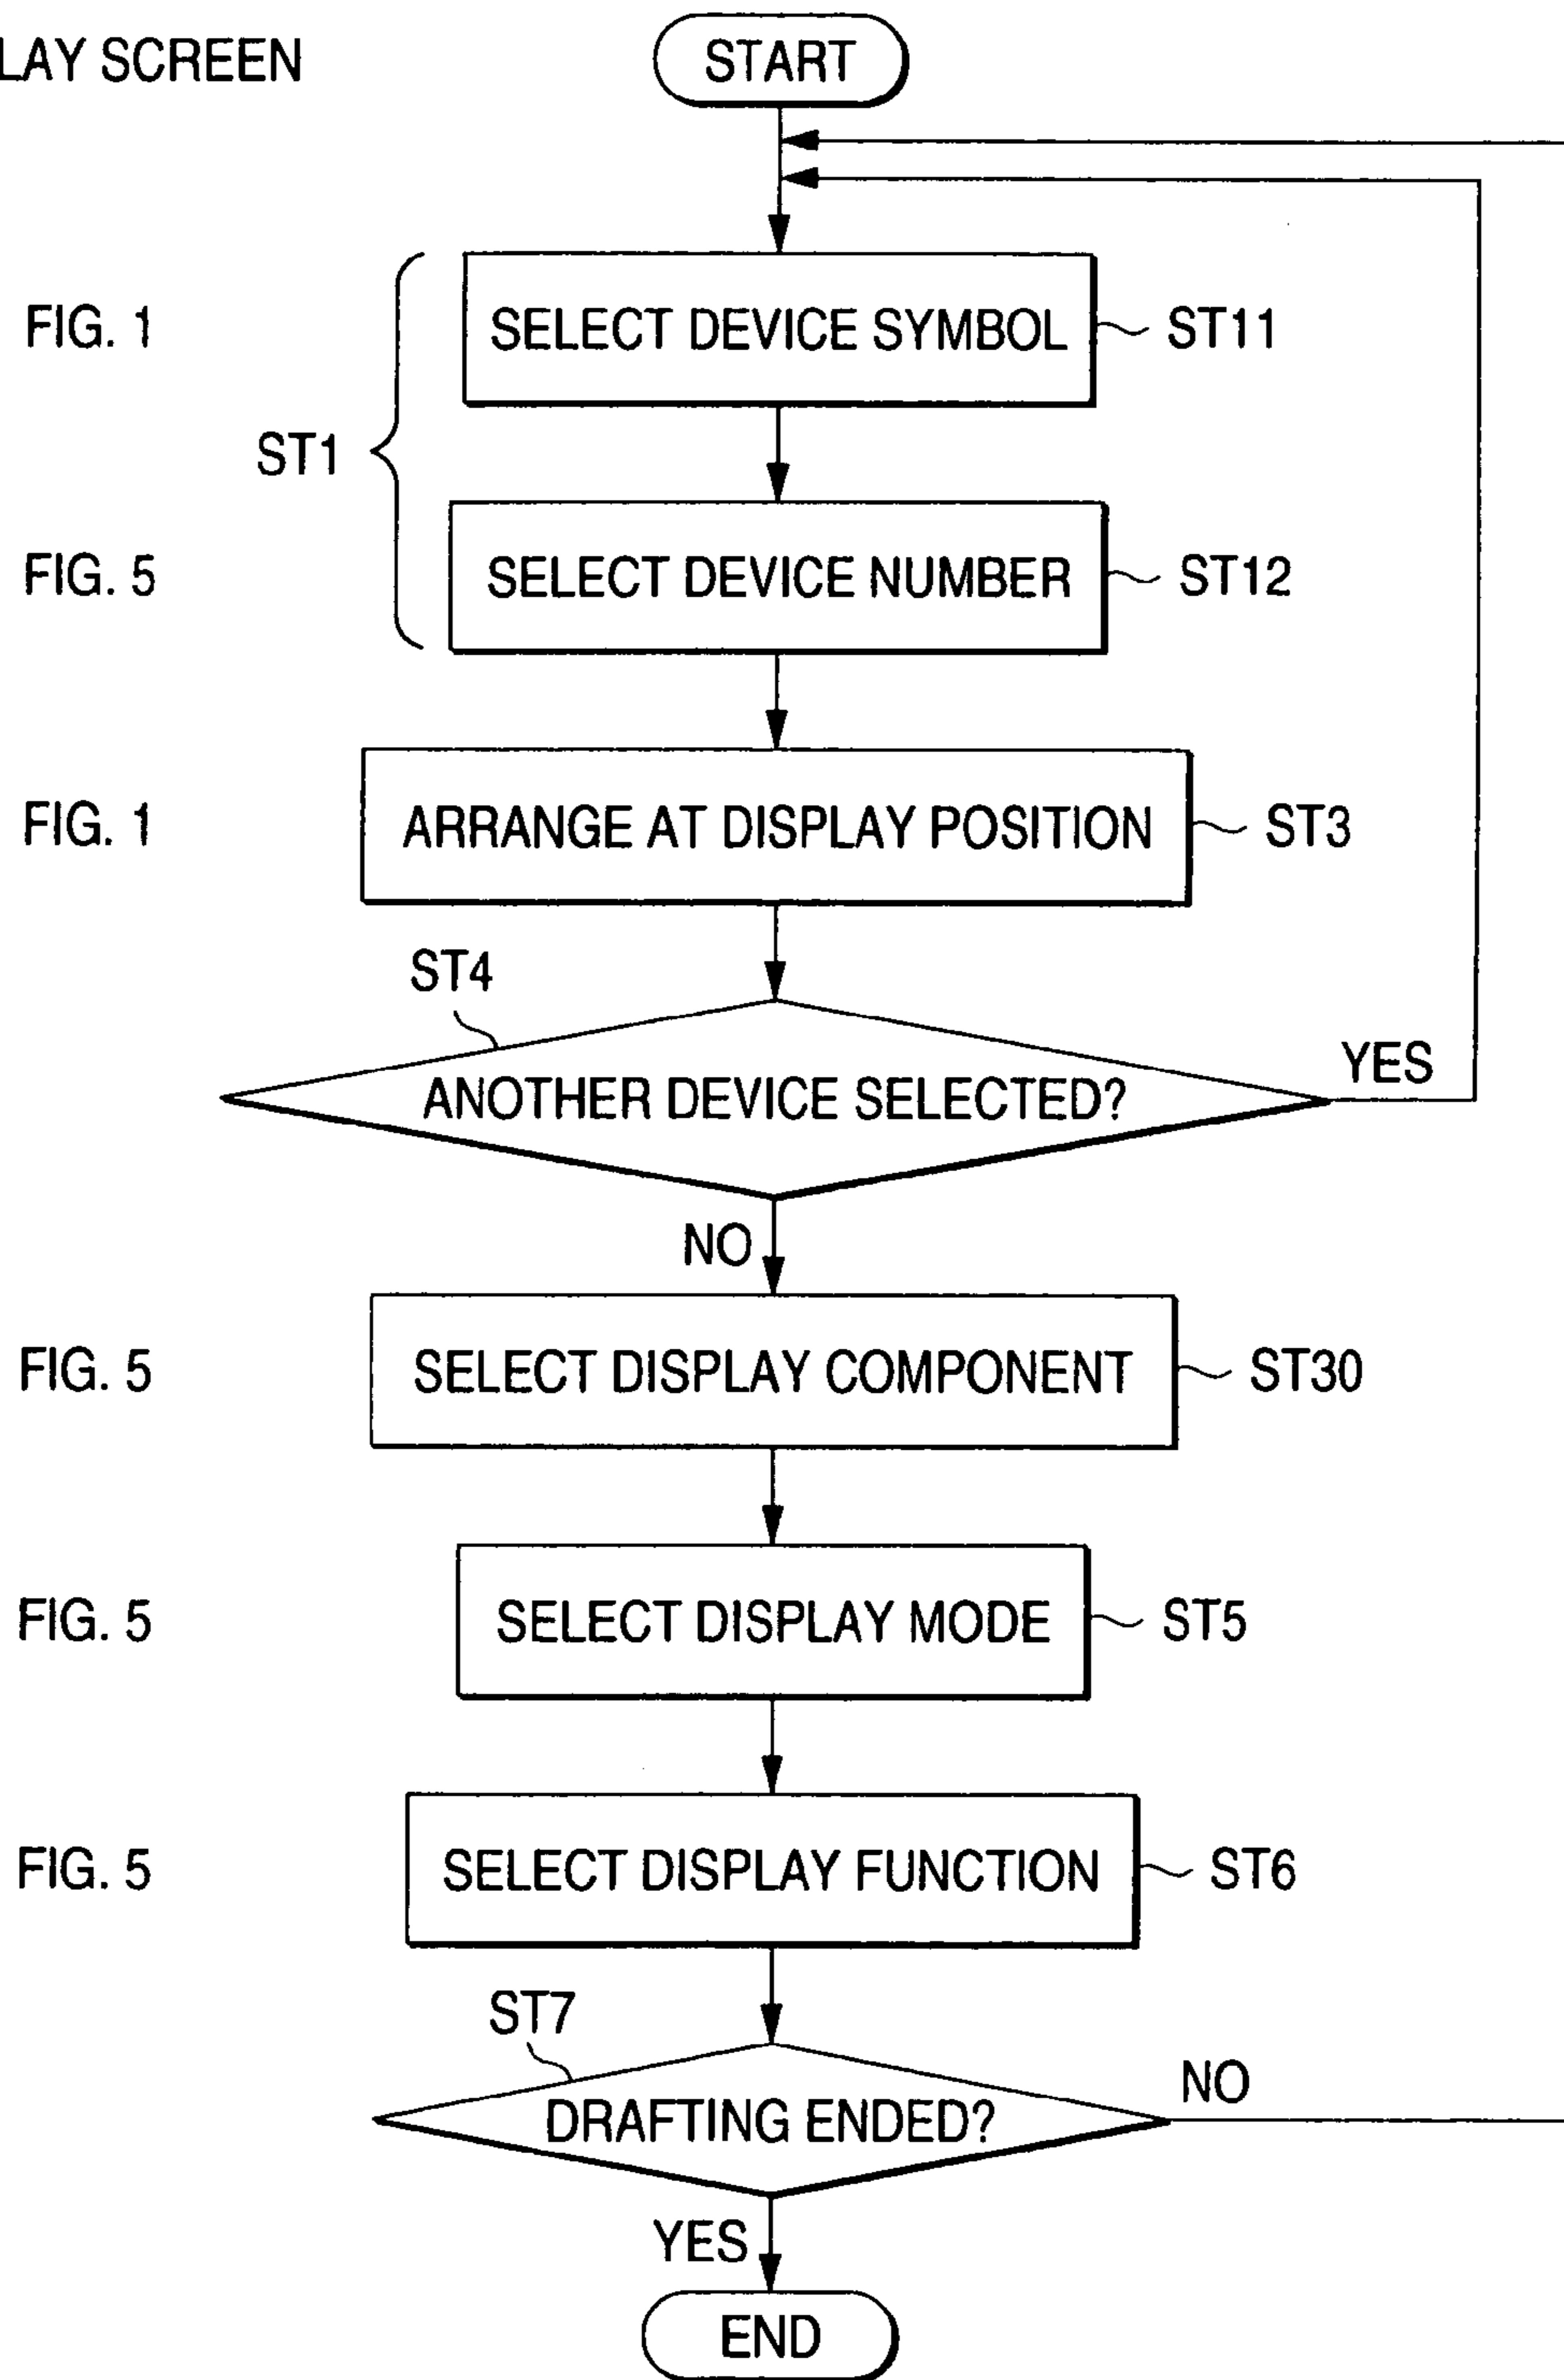 LAY SCREEN
START
FIG. 1
SELECT DEVICE SYMBOL
ST11
ST1
FIG. 5
SELECT DEVICE NUMBER
ST12
FIG. 1
ARRANGE AT DISPLAY POSITION
ST3
ST4
ANOTHER DEVICE SELECTED?
YES
NO
FIG. 5
SELECT DISPLAY COMPONENT
ST30
FIG. 5
SELECT DISPLAY MODE
ST5
FIG. 5
SELECT DISPLAY FUNCTION
ST6
ST7
DRAFTING ENDED?
NO
YES
END